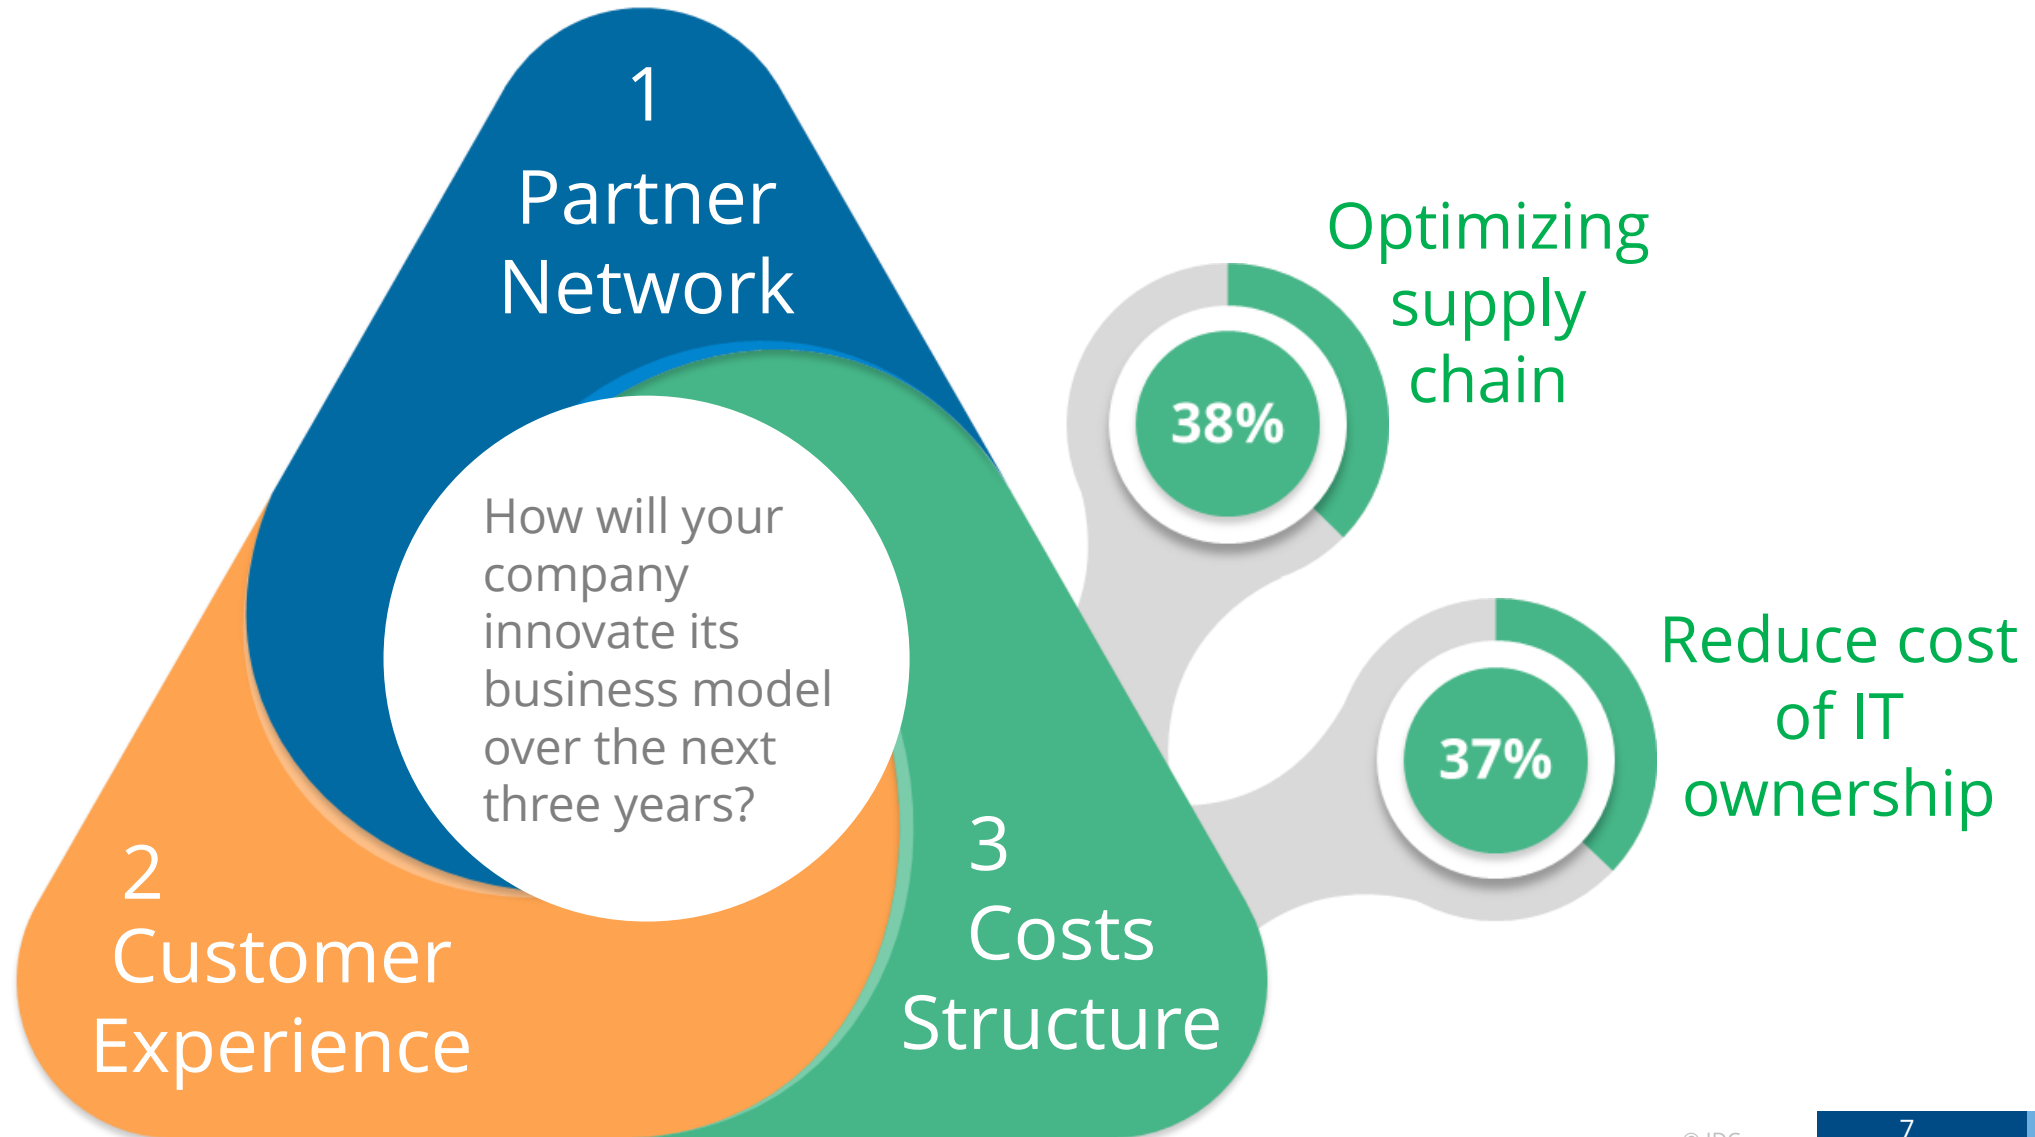 1
Partner
Network
Optimizing
supply
chain
38%
How will your
company
innovate its
business model
over the next
three years?
Reduce cost
of IT
ownership
37%
2
Customer
Experience
3
Costs
Structure
7